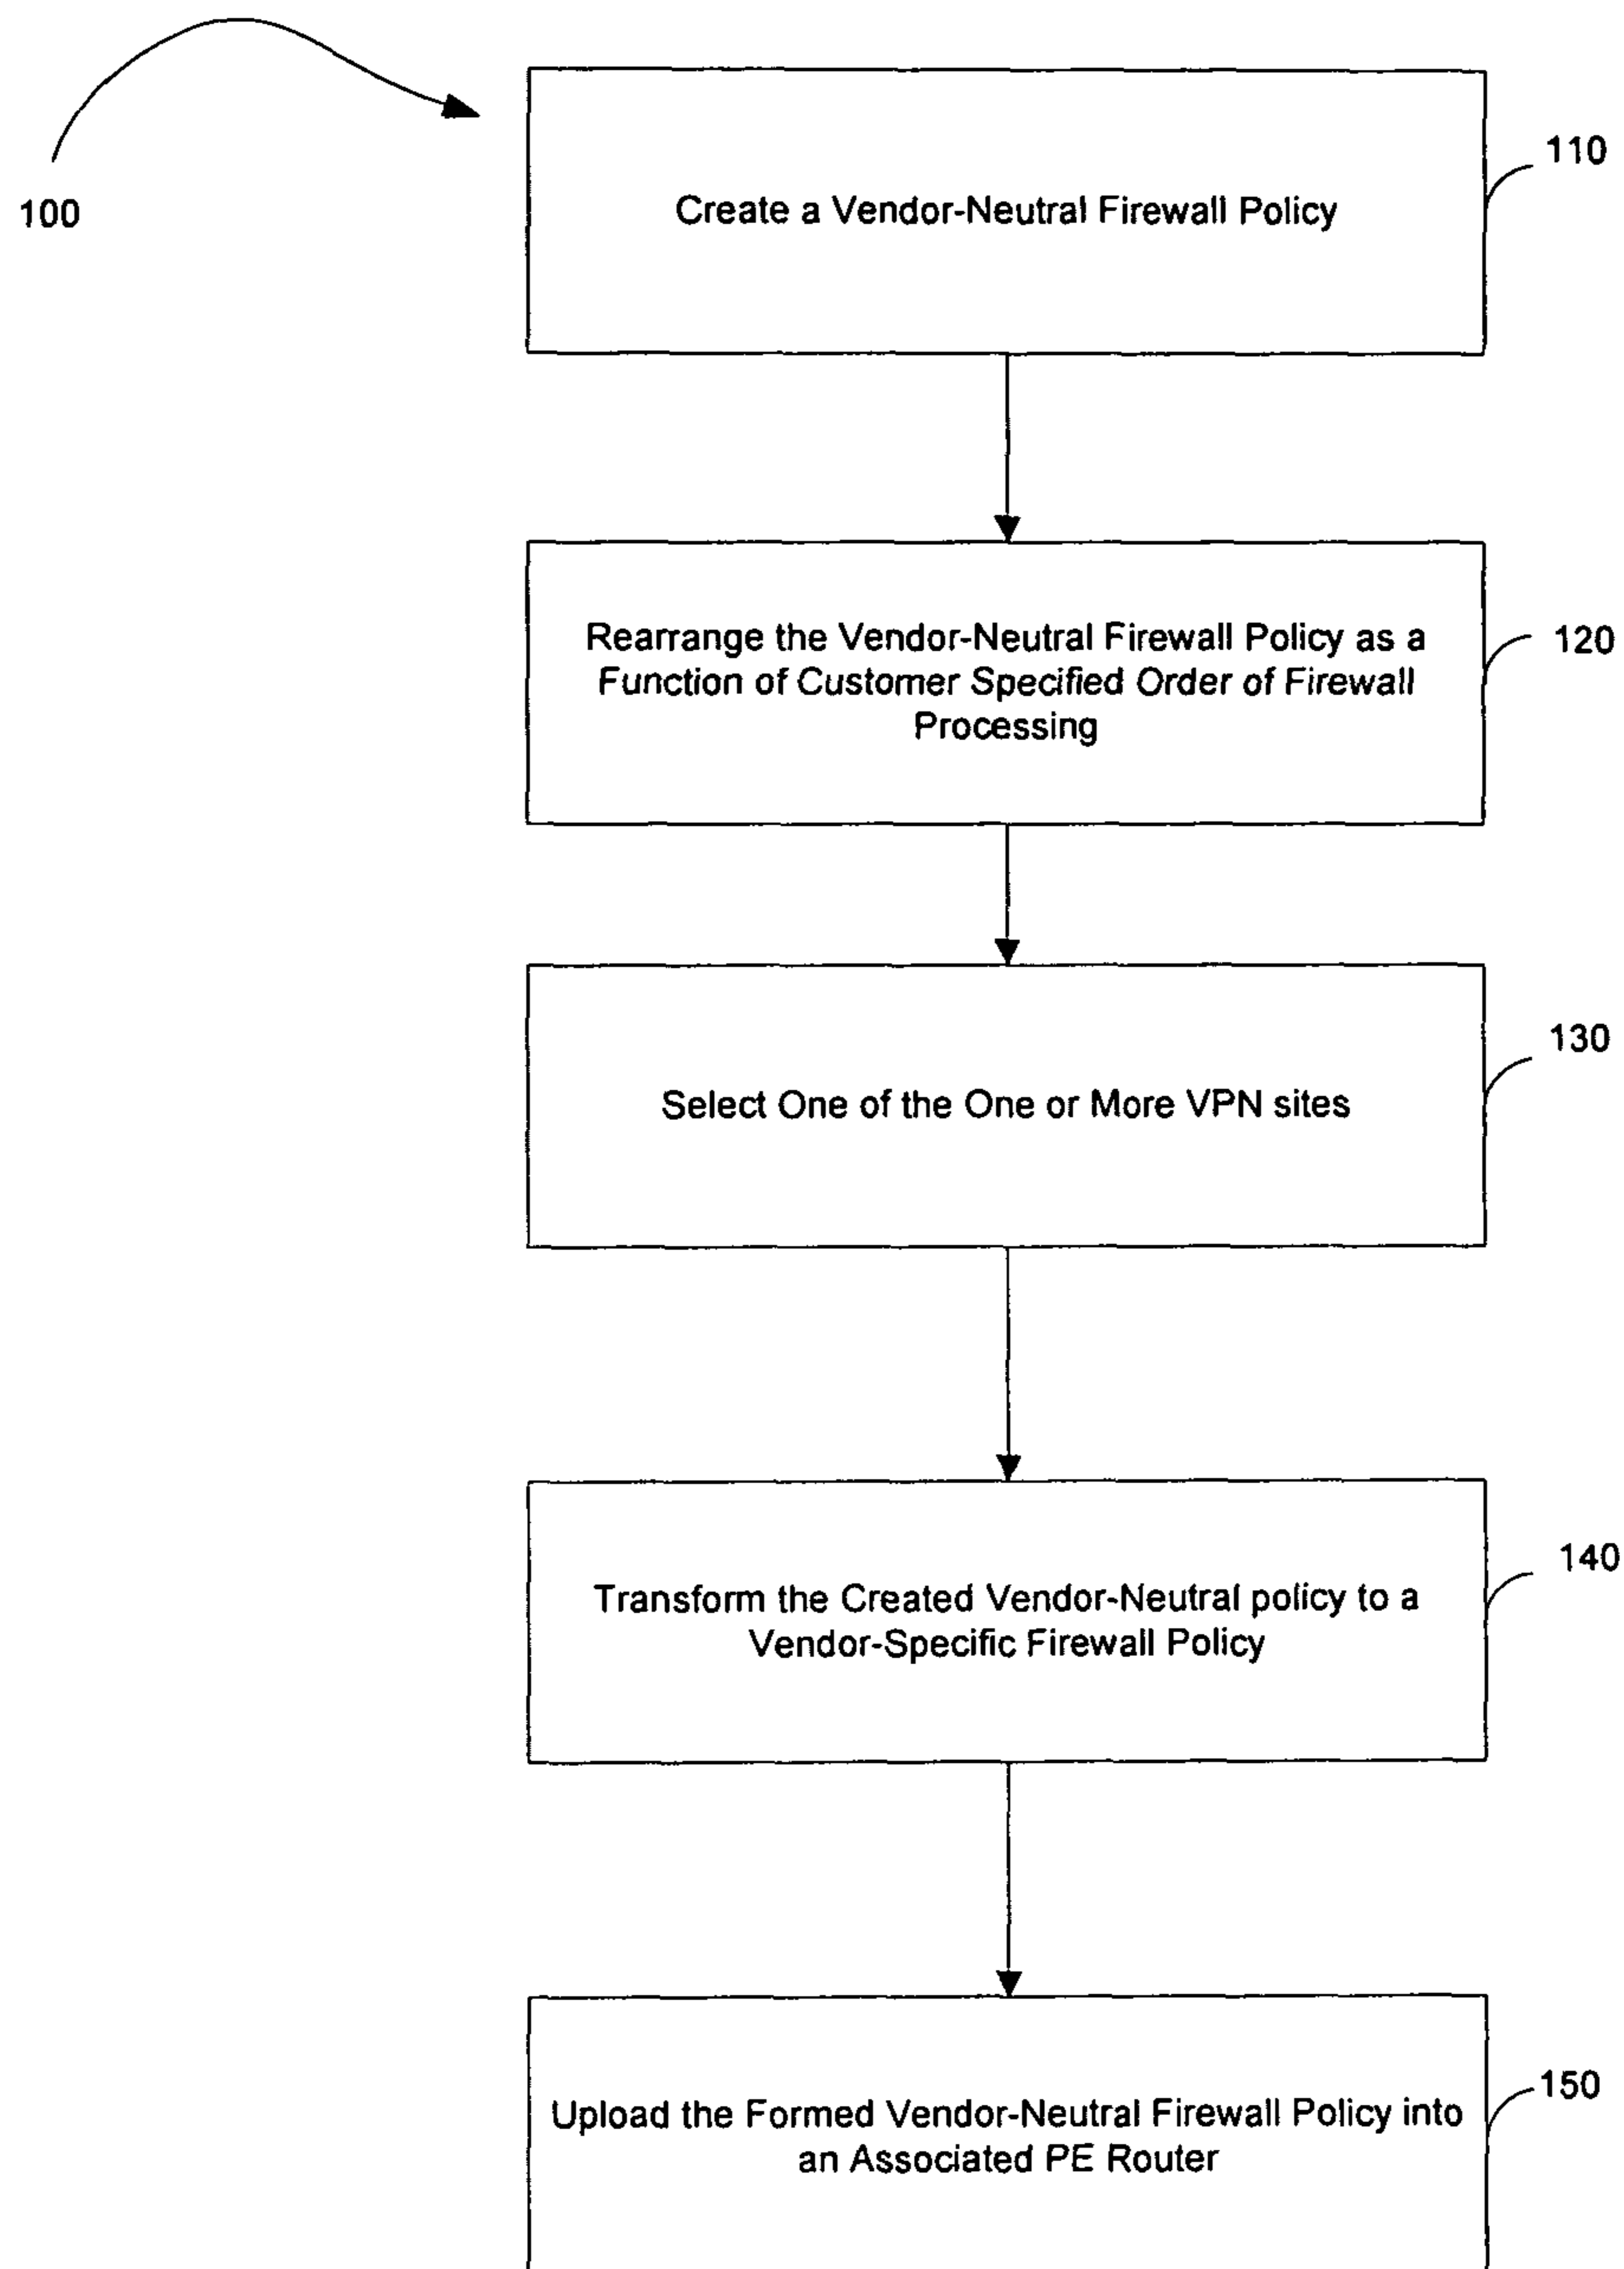 100
110
Create a Vendor-Neutral Firewall Policy
120
Rearrange the Vendor-Neutral Firewall Policy as a
Function of Customer Specified Order of Firewall
Processing
130
Select One of the One or More VPN sites
140
Transform the Created Vendor-Neutral policy to a
Vendor-Specific Firewall Policy
150
Upload the Formed Vendor-Neutral Firewall Policy into
an Associated PE Router